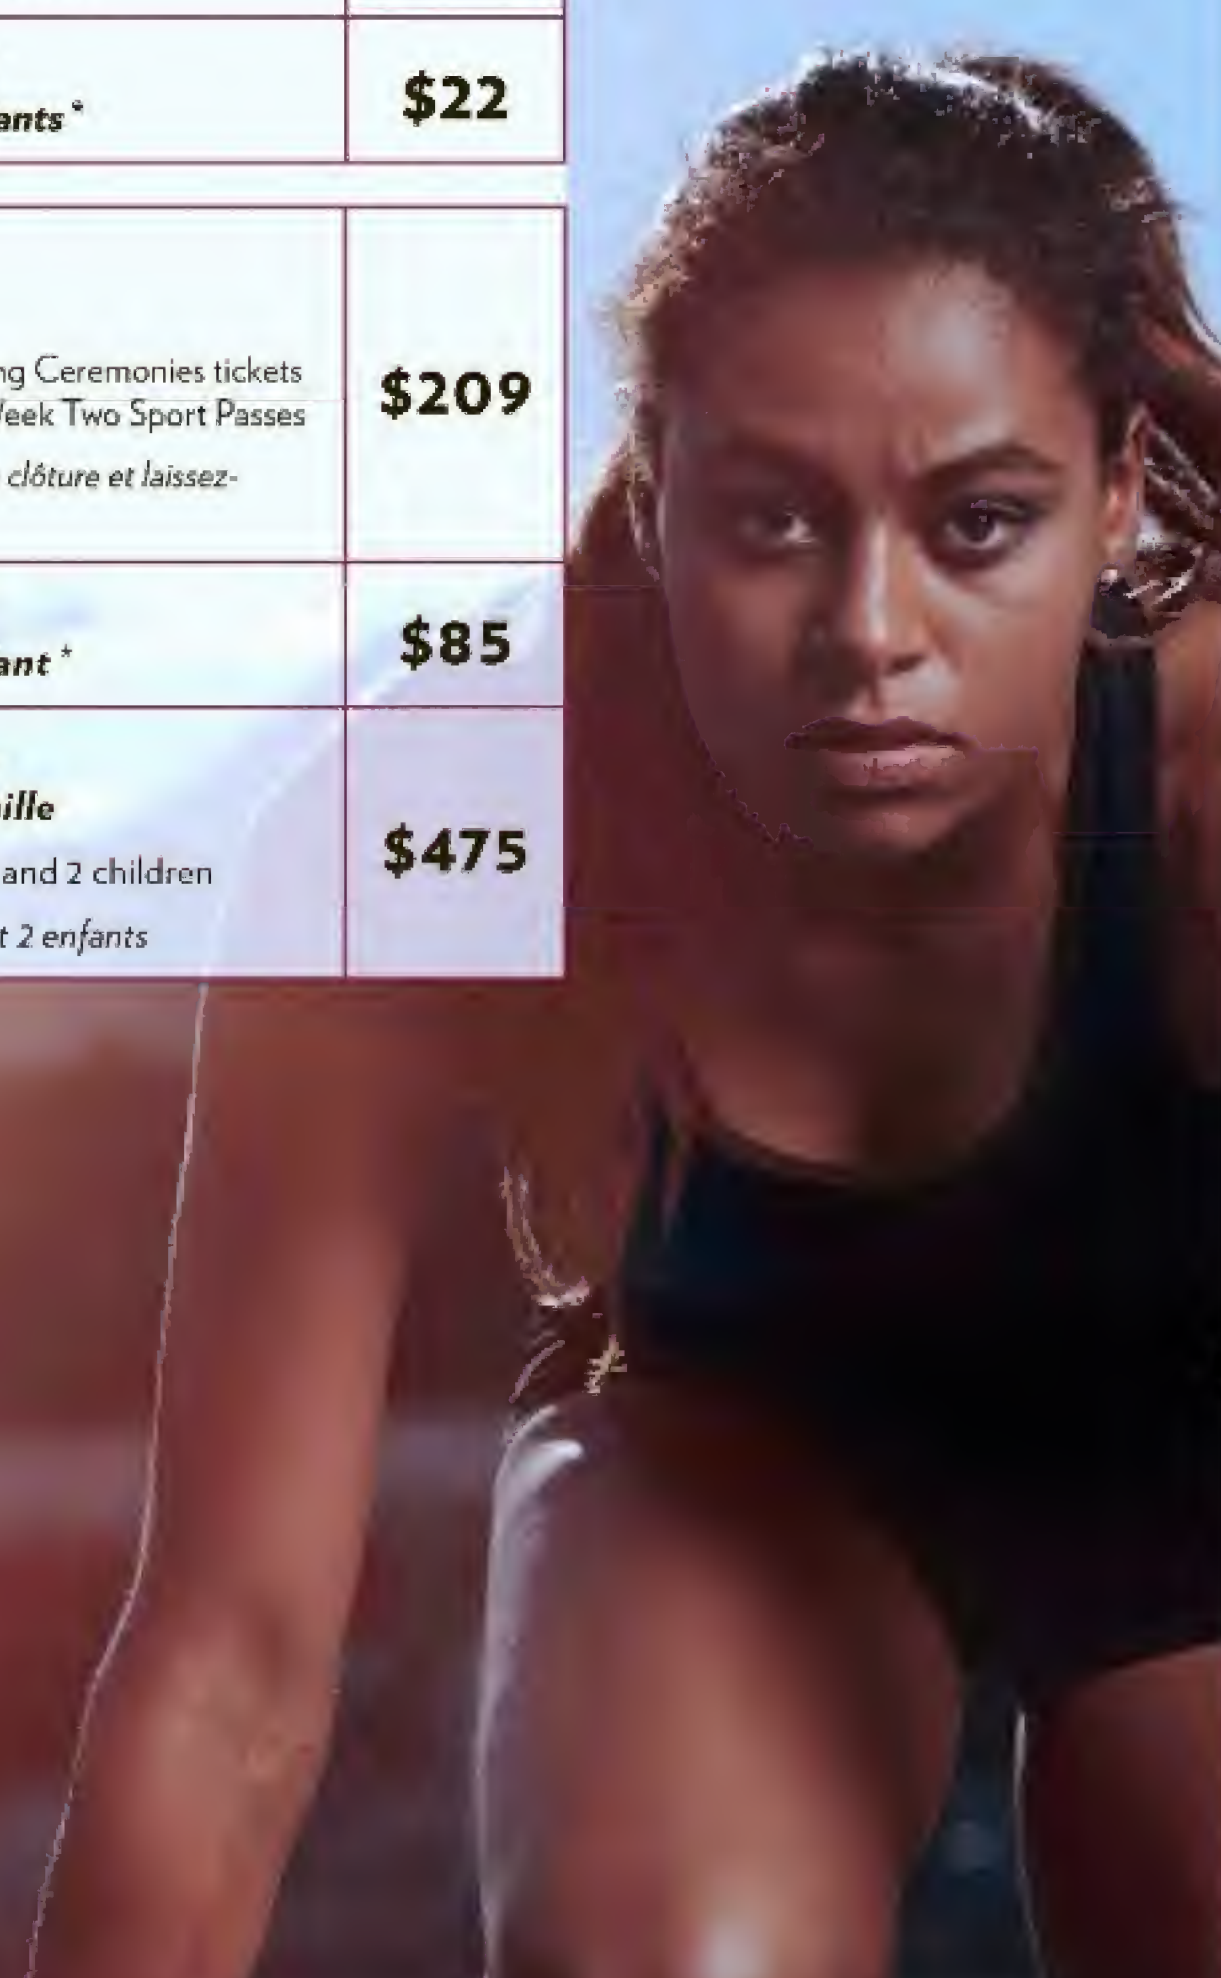 ants*
$22
ng Ceremonies tickets
Week Two Sport Passes
clôture et laissez-
$209
ant*
$85
ille
and 2 children
t 2 enfants
$475